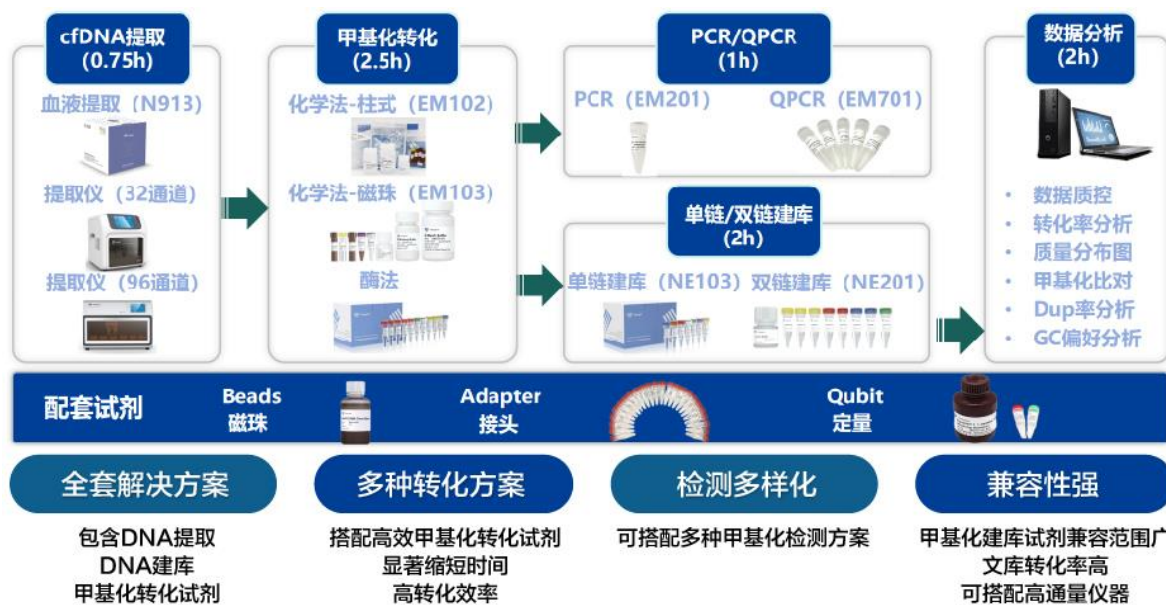 cfDNA提取
(0.75h)
血液提取（N913）
提取仪（32通道）
提取仪（96通道）
甲基化转化
(2.5h)
化学法-柱式（EM102）
化学法-磁珠（EM103）
酶法
PCR/QPCR
(1h)
PCR（EM201）
QPCR（EM701）
单链/双链建库
(2h)
单链建库（NE103）
双链建库（NE201）
数据分析
(2h)
• 数据质控
• 转化率分析
• 质量分布图
• 甲基化比对
• Dup率分析
• GC偏好分析
配套试剂
Beads
磁珠
Adapter
接头
Qubit
定量
全套解决方案
包含DNA提取
DNA建库
甲基化转化试剂
多种转化方案
搭配高效甲基化转化试剂
显著缩短时间
高转化效率
检测多样化
可搭配多种甲基化检测方案
兼容性强
甲基化建库试剂兼容范围广
文库转化率高
可搭配高通量仪器